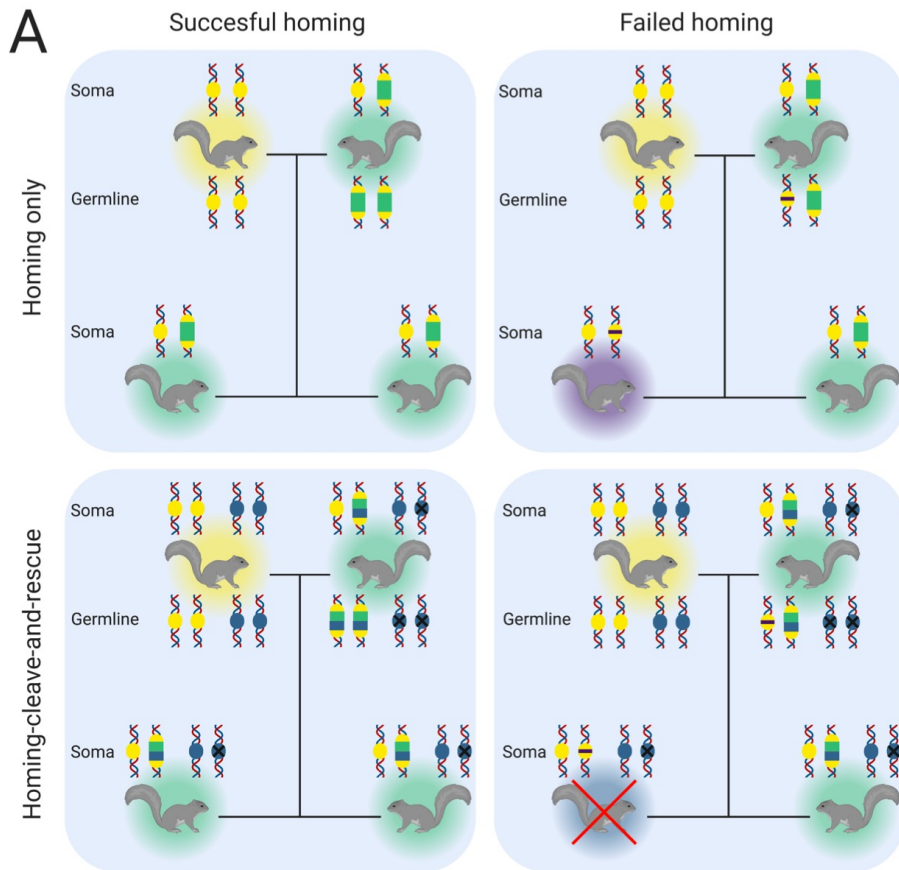 A
Succesful homing
Failed homing
Homing only
Soma
Germline
Soma
Soma
Germline
Soma
Homing-cleave-and-rescue
Soma
Germline
Soma
Soma
Germline
Soma